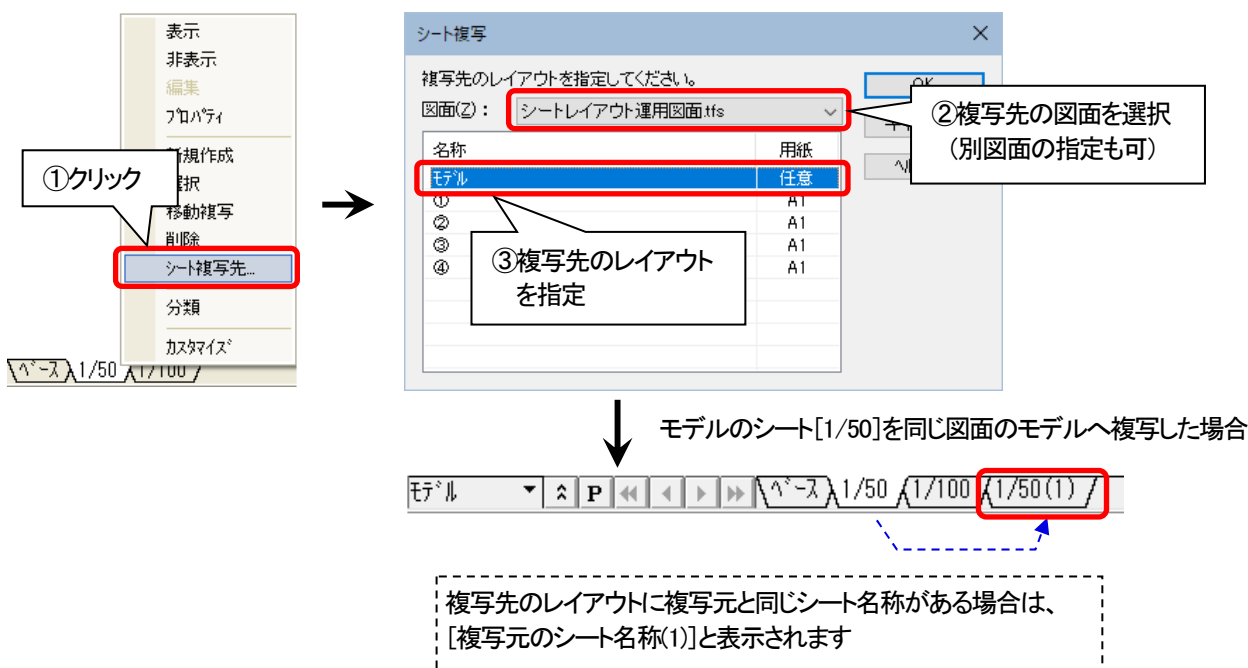 表示
非表示
編集
プロパティ
新規作成
選択
移動複写
削除
シート複写先...
分類
カスタマイズ
①クリック
ベース 1/50 1/100
シート複写
複写先のレイアウトを指定してください。
図面(Z)： シートレイアウト運用図面.tfs
OK
②複写先の図面を選択
（別図面の指定も可）
名称 用紙
モデル 任意
① A1
② A1
③ A1
④ A1
③複写先のレイアウト
を指定
モデルのシート[1/50]を同じ図面のモデルへ複写した場合
モデル P ベース 1/50 1/100 1/50(1)
複写先のレイアウトに複写元と同じシート名称がある場合は、
[複写元のシート名称(1)]と表示されます